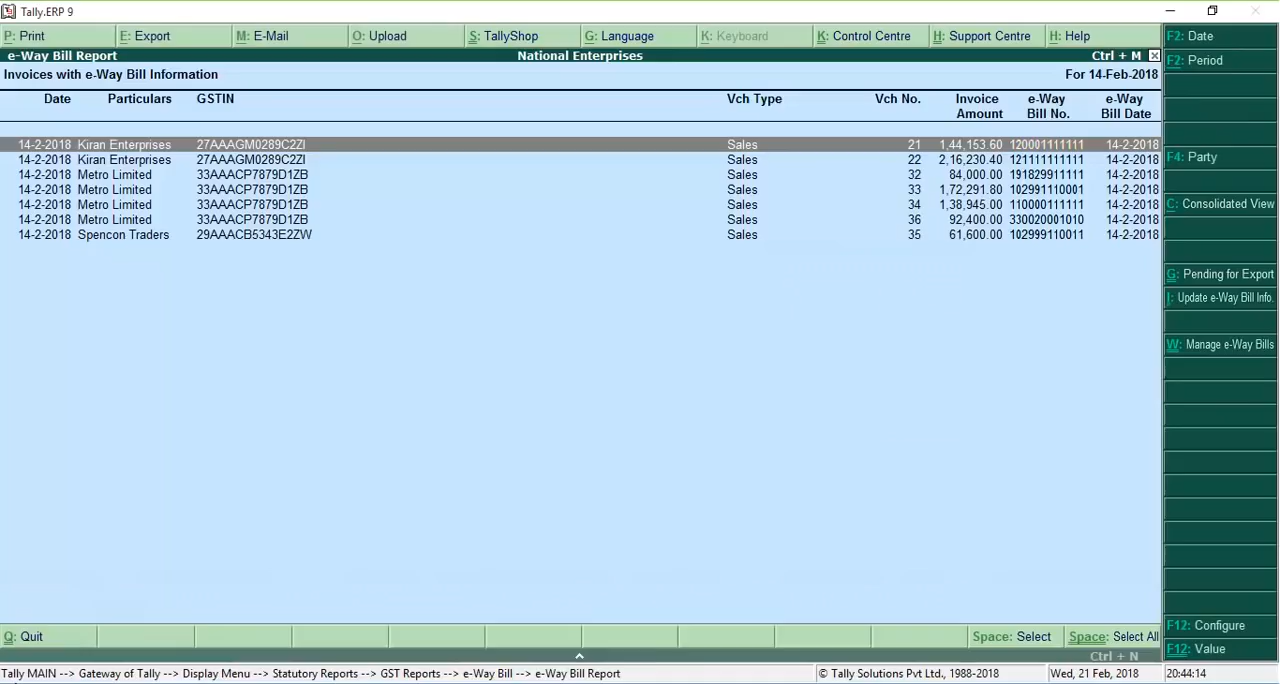 Tally.ERP 9
P: Print E: Export M: E-Mail O: Upload S: TallyShop G: Language K: Keyboard K: Control Centre H: Support Centre H: Help F2: Date
e-Way Bill Report National Enterprises Ctrl + M F2: Period
Invoices with e-Way Bill Information For 14-Feb-2018
Date Particulars GSTIN Vch Type Vch No. Invoice Amount e-Way Bill No. e-Way Bill Date
14-2-2018 Kiran Enterprises 27AAAGM0289C2ZI Sales 21 1,44,153.60 120001111111 14-2-2018
14-2-2018 Kiran Enterprises 27AAAGM0289C2ZI Sales 22 2,16,230.40 121111111111 14-2-2018
14-2-2018 Metro Limited 33AAACP7879D1ZB Sales 32 84,000.00 191829911111 14-2-2018
14-2-2018 Metro Limited 33AAACP7879D1ZB Sales 33 1,72,291.80 102991110001 14-2-2018
14-2-2018 Metro Limited 33AAACP7879D1ZB Sales 34 1,38,945.00 110000111111 14-2-2018
14-2-2018 Metro Limited 33AAACP7879D1ZB Sales 36 92,400.00 330020001010 14-2-2018
14-2-2018 Spencon Traders 29AAACB5343E2ZW Sales 35 61,600.00 102999110011 14-2-2018
F4: Party
C: Consolidated View
G: Pending for Export
I: Update e-Way Bill Info.
W: Manage e-Way Bills
F12: Configure
F12: Value
Q: Quit Space: Select Space: Select All
Ctrl + N
Tally MAIN --> Gateway of Tally --> Display Menu --> Statutory Reports --> GST Reports --> e-Way Bill --> e-Way Bill Report © Tally Solutions Pvt Ltd., 1988-2018 Wed, 21 Feb, 2018 20:44:14